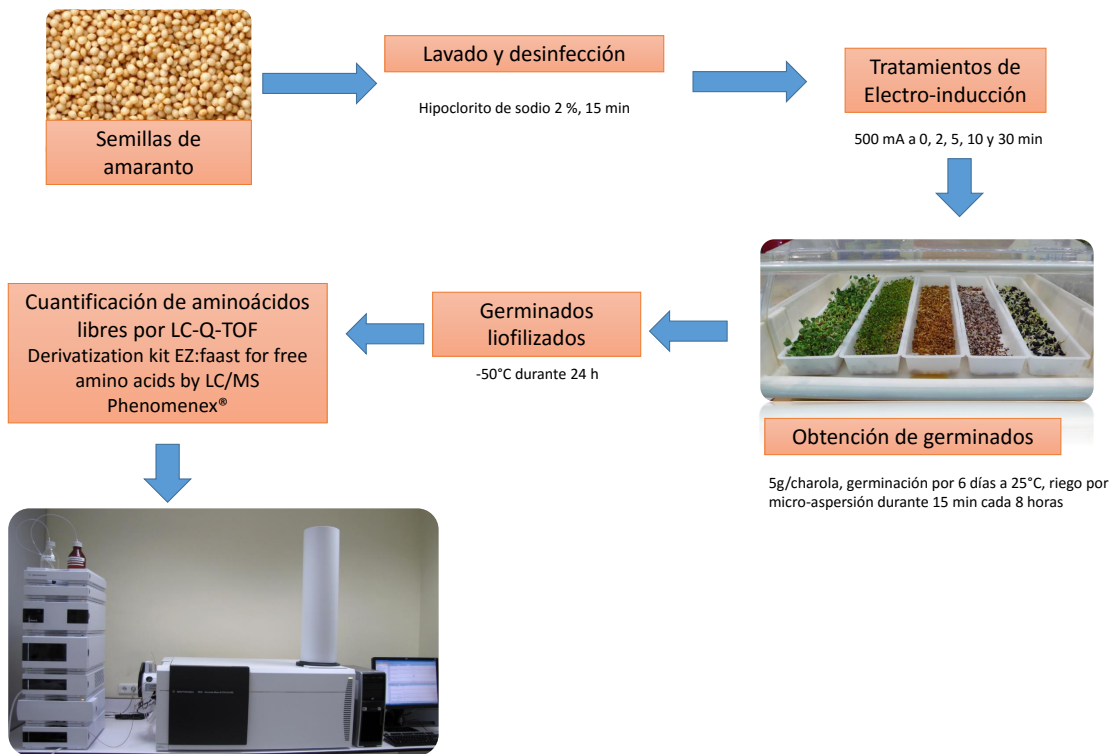 Semillas de
amaranto
Lavado y desinfección
Hipoclorito de sodio 2 %, 15 min
Tratamientos de
Electro-inducción
500 mA a 0, 2, 5, 10 y 30 min
Obtención de germinados
5g/charola, germinación por 6 días a 25°C, riego por
micro-aspersión durante 15 min cada 8 horas
Germinados
liofilizados
-50°C durante 24 h
Cuantificación de aminoácidos
libres por LC-Q-TOF
Derivatization kit EZ:faast for free
amino acids by LC/MS
Phenomenex®